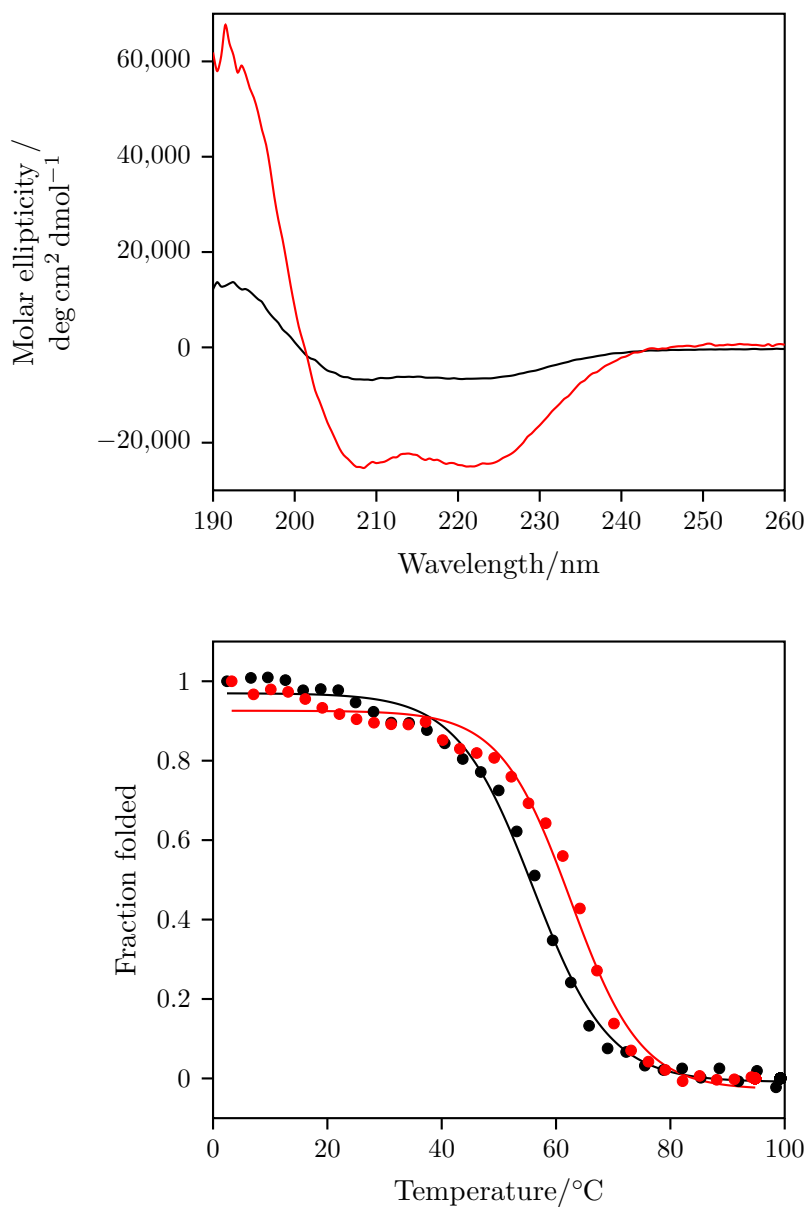 60,000
40,000
20,000
0
−20,000
Molar ellipticity /
deg cm² dmol⁻¹
190 200 210 220 230 240 250 260
Wavelength/nm
1
0.8
0.6
0.4
0.2
0
Fraction folded
0 20 40 60 80 100
Temperature/°C